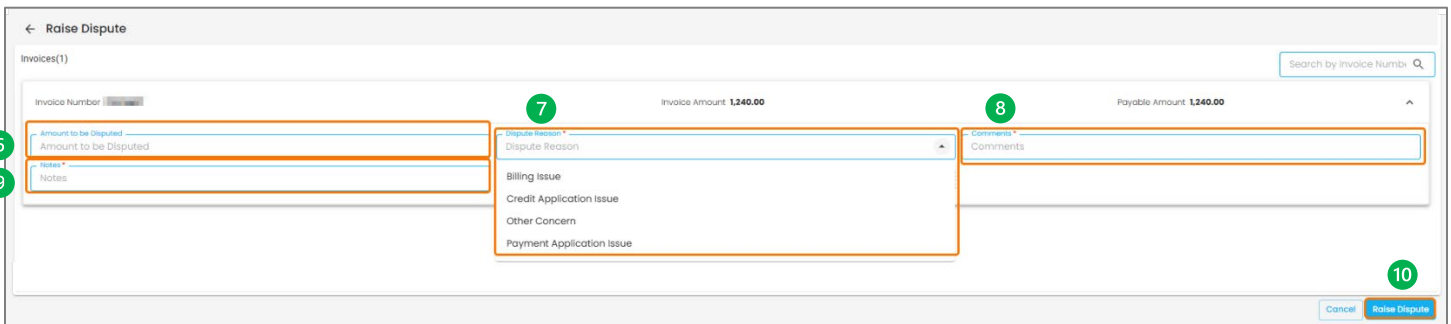 ← Raise Dispute
Invoices(1)
Search by Invoice Numbe
Invoice Number
7
Invoice Amount 1,240.00
8
Payable Amount 1,240.00
Amount to be Disputed
Amount to be Disputed
Dispute Reason *
Dispute Reason
Comments *
Comments
9
Notes *
Notes
Billing Issue
Credit Application Issue
Other Concern
Payment Application Issue
10
Cancel
Raise Dispute